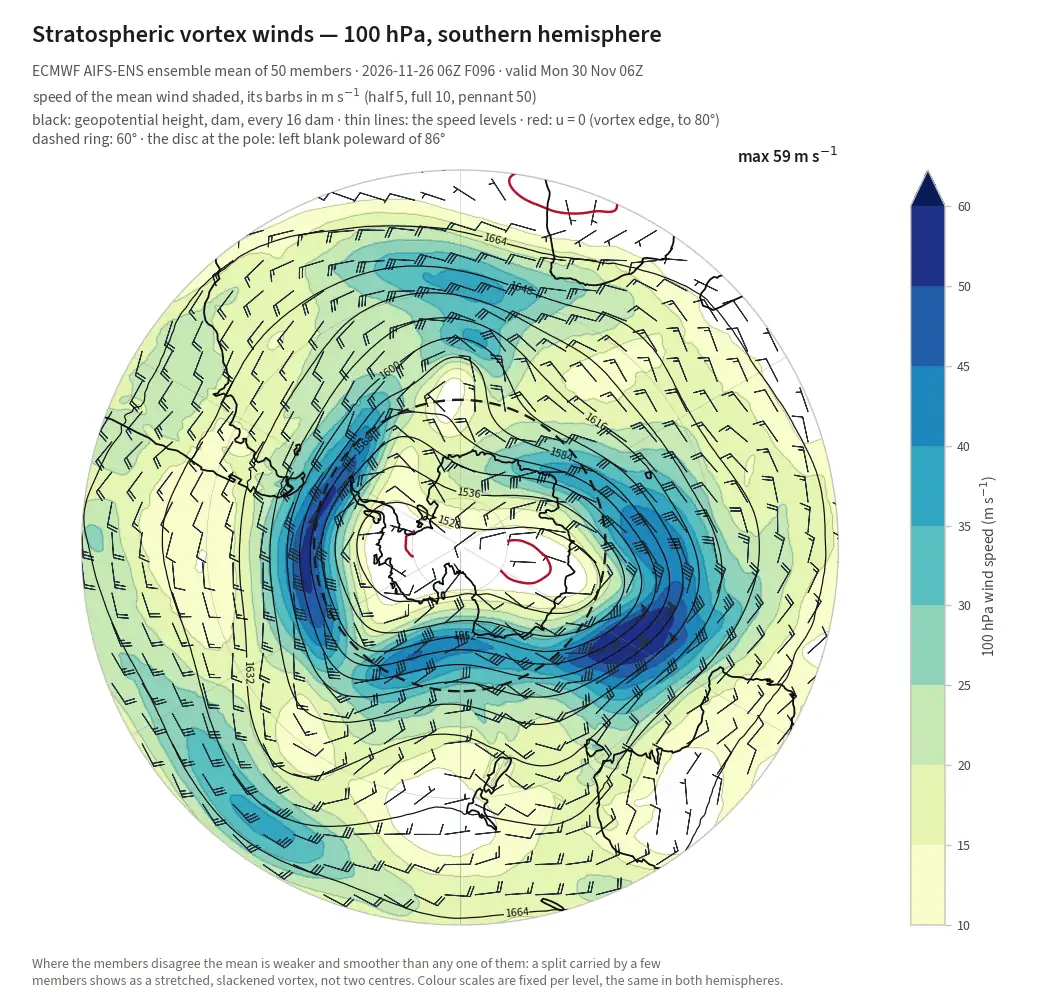 Stratospheric vortex winds — 100 hPa, southern hemisphere
ECMWF AIFS-ENS ensemble mean of 50 members · 2026-11-26 06Z F096 · valid Mon 30 Nov 06Z
speed of the mean wind shaded, its barbs in m s⁻¹ (half 5, full 10, pennant 50)
black: geopotential height, dam, every 16 dam · thin lines: the speed levels · red: u = 0 (vortex edge, to 80°)
dashed ring: 60° · the disc at the pole: left blank poleward of 86°
max 59 m s⁻¹
1664
1648
1600
1616
1568
1584
1536
1520
1552
1632
1664
60
50
45
40
35
30
25
20
15
10
100 hPa wind speed (m s⁻¹)
Where the members disagree the mean is weaker and smoother than any one of them: a split carried by a few
members shows as a stretched, slackened vortex, not two centres. Colour scales are fixed per level, the same in both hemispheres.